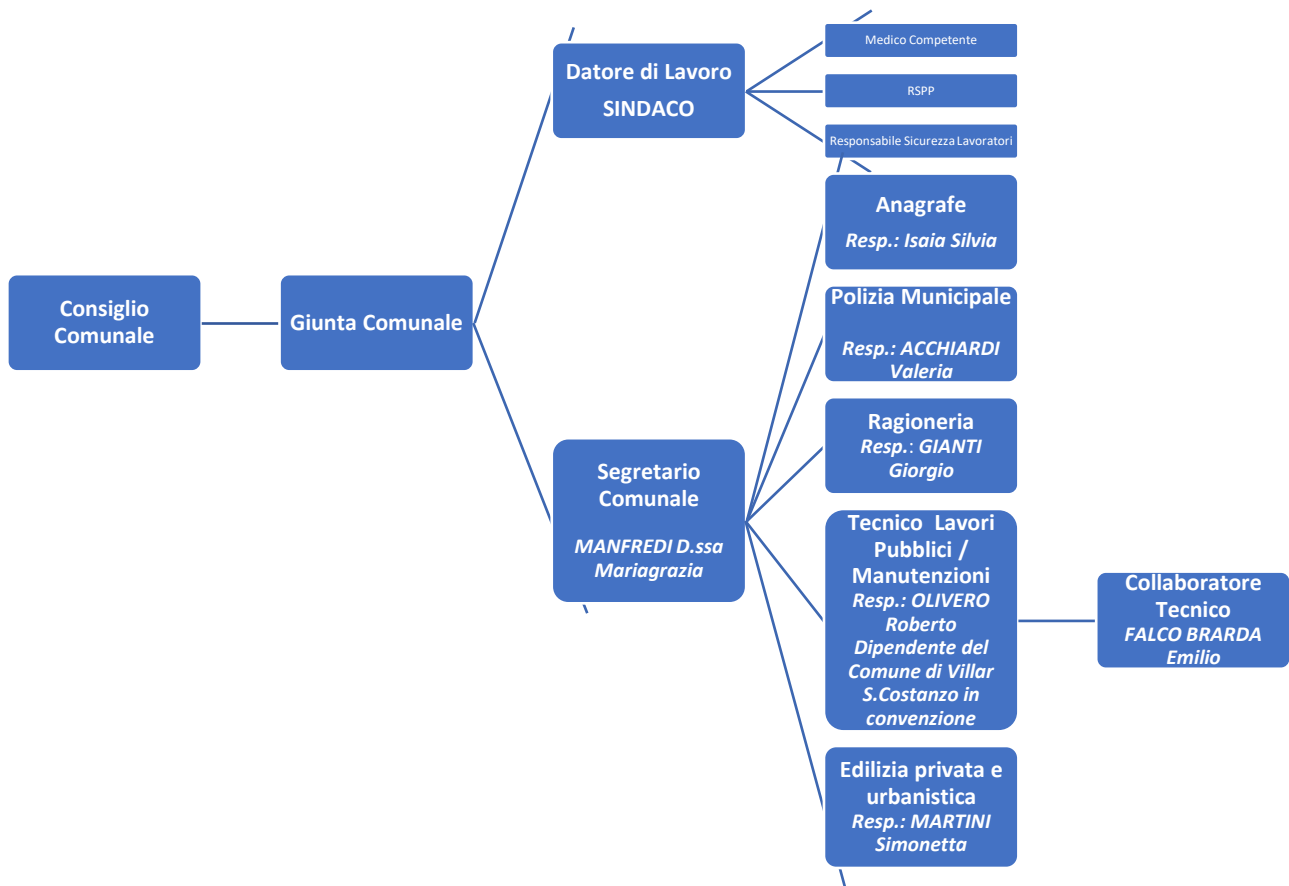 Consiglio
Comunale
Giunta Comunale
Datore di Lavoro
SINDACO
Medico Competente
RSPP
Responsabile Sicurezza Lavoratori
Segretario
Comunale
MANFREDI D.ssa
Mariagrazia
Anagrafe
Resp.: Isaia Silvia
Polizia Municipale
Resp.: ACCHIARDI
Valeria
Ragioneria
Resp.: GIANTI
Giorgio
Tecnico Lavori
Pubblici /
Manutenzioni
Resp.: OLIVERO
Roberto
Dipendente del
Comune di Villar
S.Costanzo in
convenzione
Collaboratore
Tecnico
FALCO BRARDA
Emilio
Edilizia privata e
urbanistica
Resp.: MARTINI
Simonetta